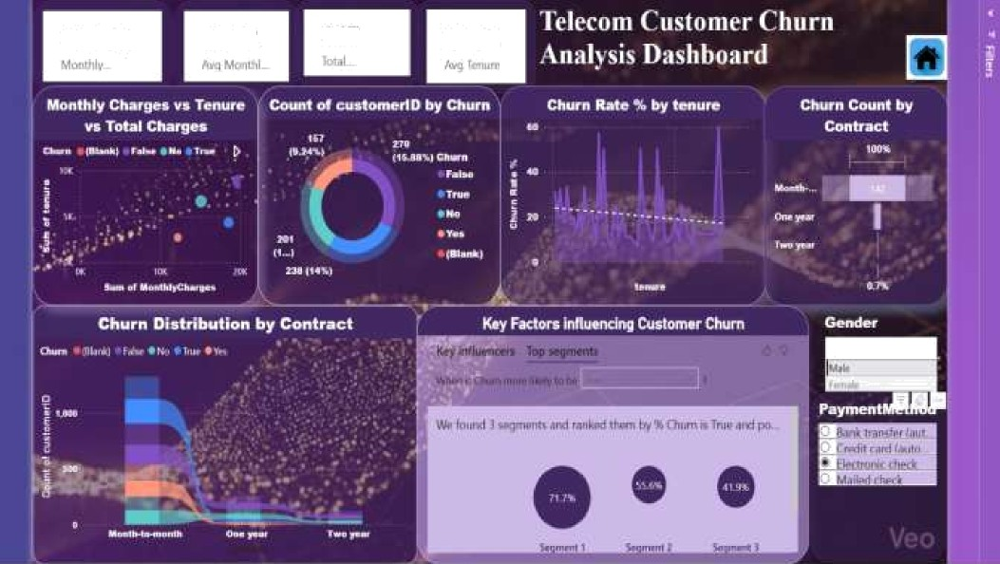 Telecom Customer Churn
Analysis Dashboard
Monthly...
Avg Monthl...
Total...
Avg Tenure
Filters
Monthly Charges vs Tenure
vs Total Charges
Churn (Blank) False No True
Sum of tenure
10K
5K
0K 10K 20K
Sum of MonthlyCharges
Count of customerID by Churn
157
(9.24%)
270
(15.88%)
201
(1...)
238 (14%)
Churn
False
True
No
Yes
(Blank)
Churn Rate % by tenure
Churn Rate %
60
40
20
0
tenure
Churn Count by
Contract
100%
Month-...
142
One year
Two year
0.7%
Churn Distribution by Contract
Churn (Blank) False No True Yes
Count of customerID
1,000
500
0
Month-to-month One year Two year
Key Factors influencing Customer Churn
Key influencers Top segments
When is Churn more likely to be
?
We found 3 segments and ranked them by % Churn is True and po...
71.7%
55.6%
41.9%
Segment 1 Segment 2 Segment 3
Gender
Male
Female
PaymentMethod
Bank transfer (aut...
Credit card (auto...
Electronic check
Mailed check
Veo